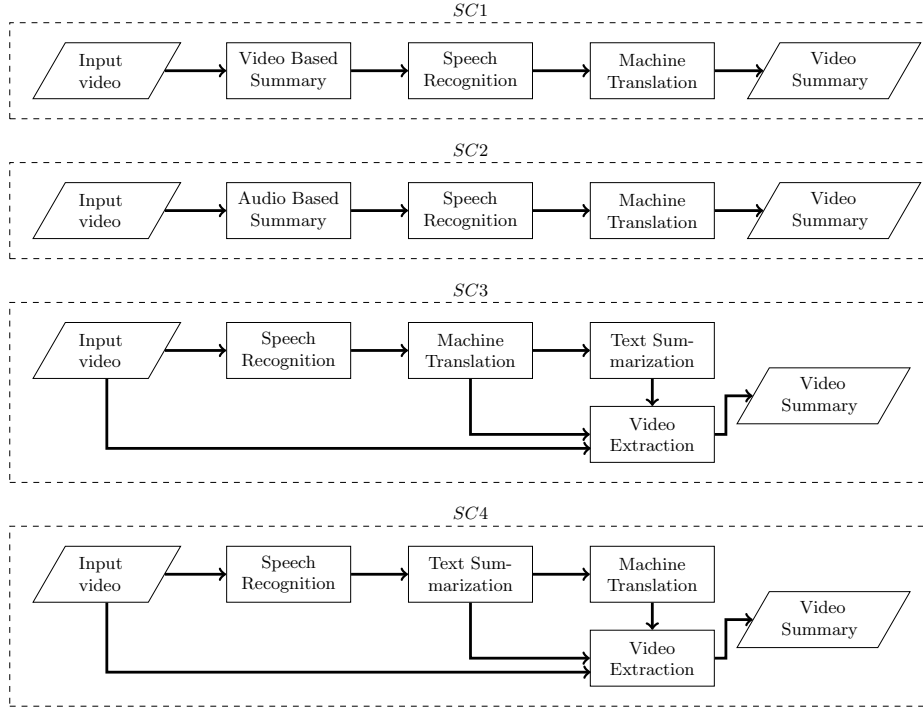 SC1
Input
video
Video Based
Summary
Speech
Recognition
Machine
Translation
Video
Summary
SC2
Input
video
Audio Based
Summary
Speech
Recognition
Machine
Translation
Video
Summary
SC3
Input
video
Speech
Recognition
Machine
Translation
Text Sum-
marization
Video
Extraction
Video
Summary
SC4
Input
video
Speech
Recognition
Text Sum-
marization
Machine
Translation
Video
Extraction
Video
Summary